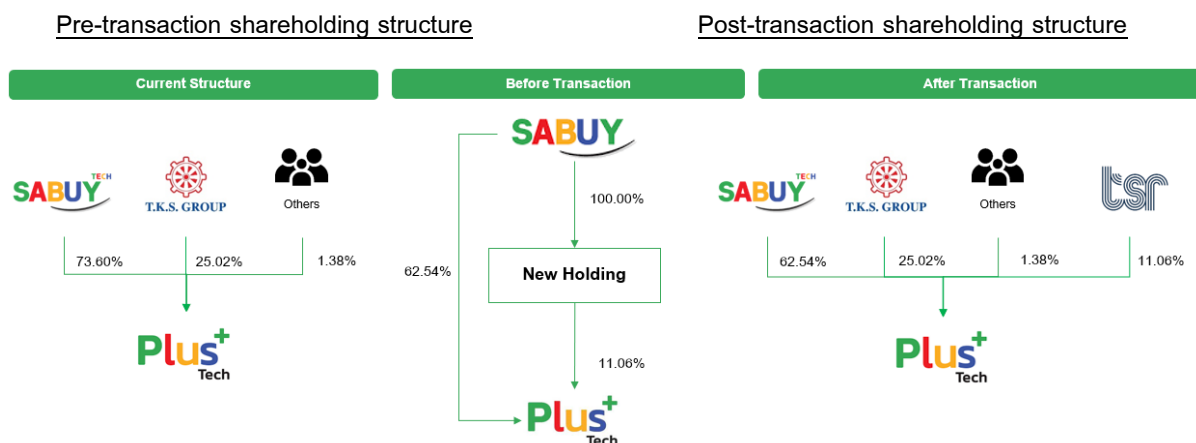 Pre-transaction shareholding structure
Post-transaction shareholding structure
Current Structure
Before Transaction
After Transaction
SABUY TECH
T.K.S. GROUP
Others
73.60%
25.02%
1.38%
Plus+
Tech
SABUY
100.00%
62.54%
New Holding
11.06%
Plus+
Tech
SABUY TECH
T.K.S. GROUP
Others
tsr
62.54%
25.02%
1.38%
11.06%
Plus+
Tech